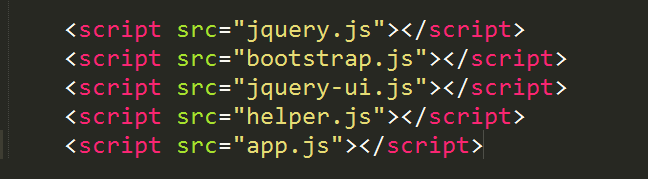 <script src="jquery.js"></script>
<script src="bootstrap.js"></script>
<script src="jquery-ui.js"></script>
<script src="helper.js"></script>
<script src="app.js"></script>